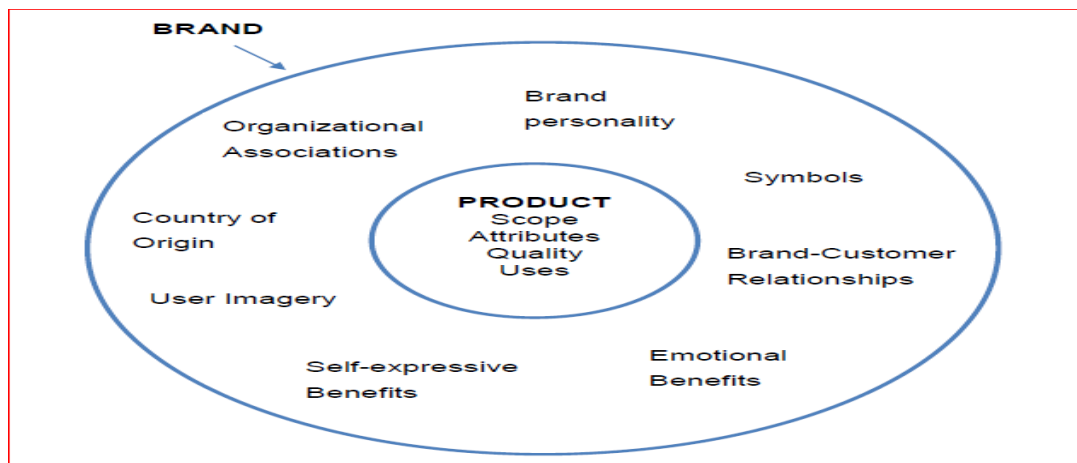 BRAND
Brand
personality
Organizational
Associations
Symbols
PRODUCT
Scope
Attributes
Quality
Uses
Country of
Origin
Brand-Customer
Relationships
User Imagery
Self-expressive
Benefits
Emotional
Benefits